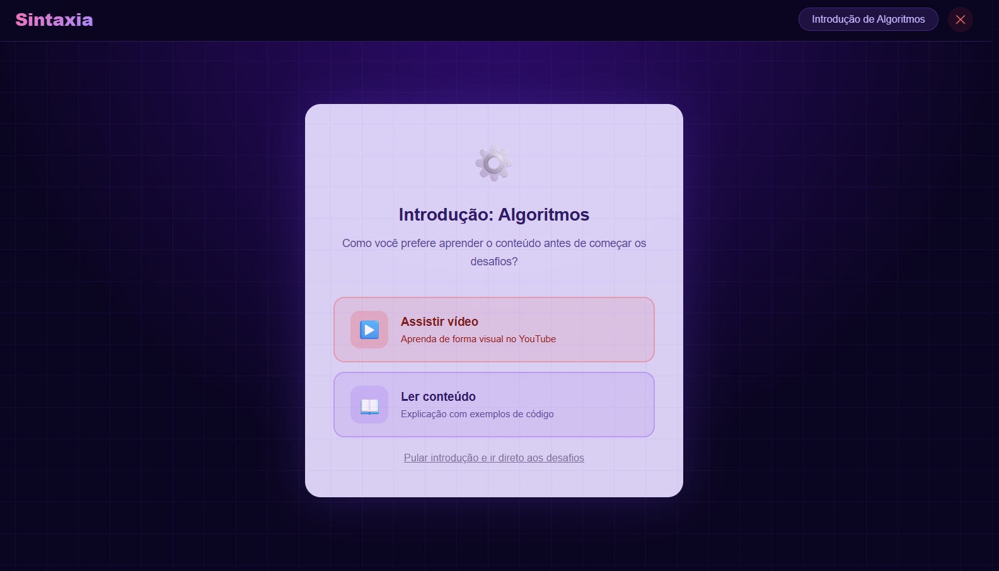 Sintaxia
Introdução de Algoritmos
Introdução: Algoritmos
Como você prefere aprender o conteúdo antes de começar os
desafios?
Assistir vídeo
Aprenda de forma visual no YouTube
Ler conteúdo
Explicação com exemplos de código
Pular introdução e ir direto aos desafios